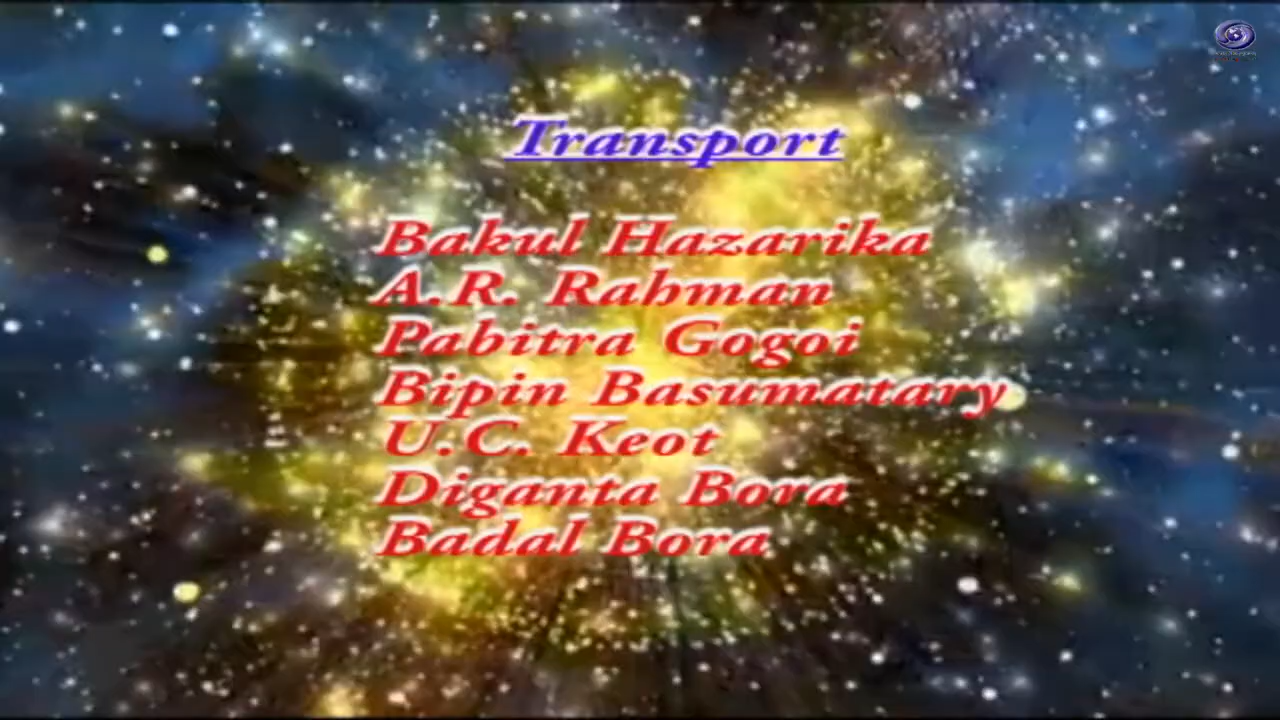 Transport
Bakul Hazarika
A.R. Rahman
Pabitra Gogoi
Bipin Basumatary
U.C. Keot
Diganta Bora
Badal Bora